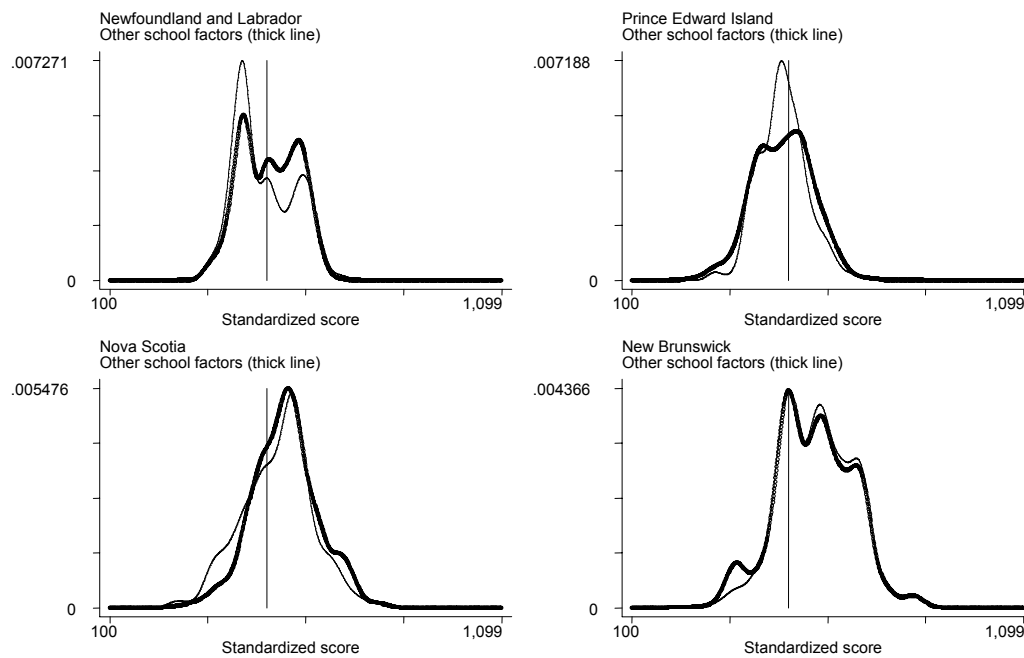 Newfoundland and Labrador
Other school factors (thick line)
.007271
0
100
1,099
Standardized score
Prince Edward Island
Other school factors (thick line)
.007188
0
100
1,099
Standardized score
Nova Scotia
Other school factors (thick line)
.005476
0
100
1,099
Standardized score
New Brunswick
Other school factors (thick line)
.004366
0
100
1,099
Standardized score